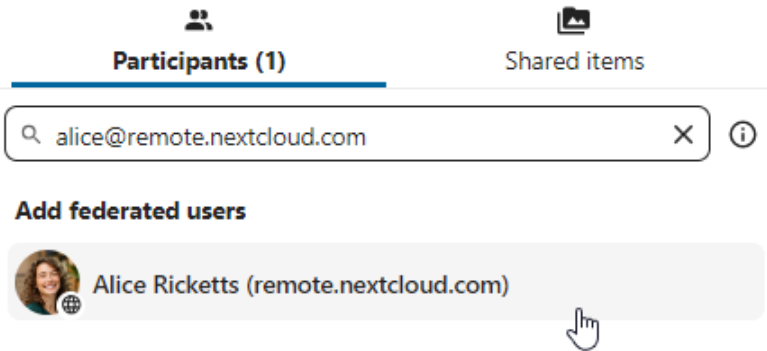 Participants (1)
Shared items
alice@remote.nextcloud.com
Add federated users
Alice Ricketts (remote.nextcloud.com)